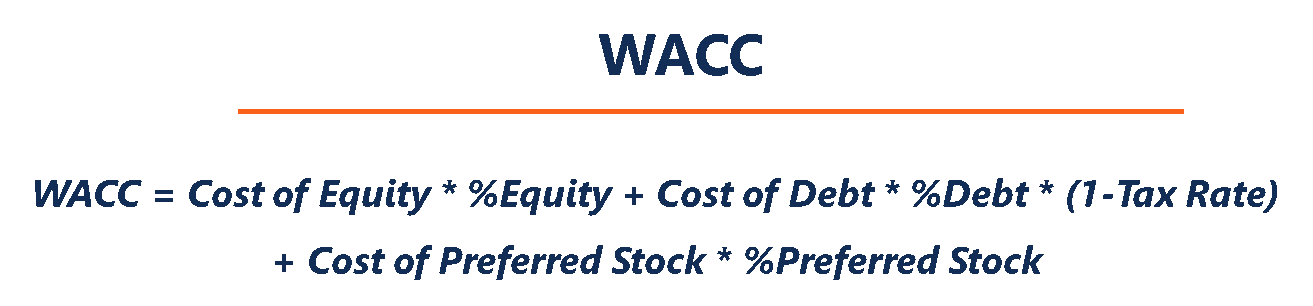 WACC
WACC = Cost of Equity * %Equity + Cost of Debt * %Debt * (1-Tax Rate)
+ Cost of Preferred Stock * %Preferred Stock